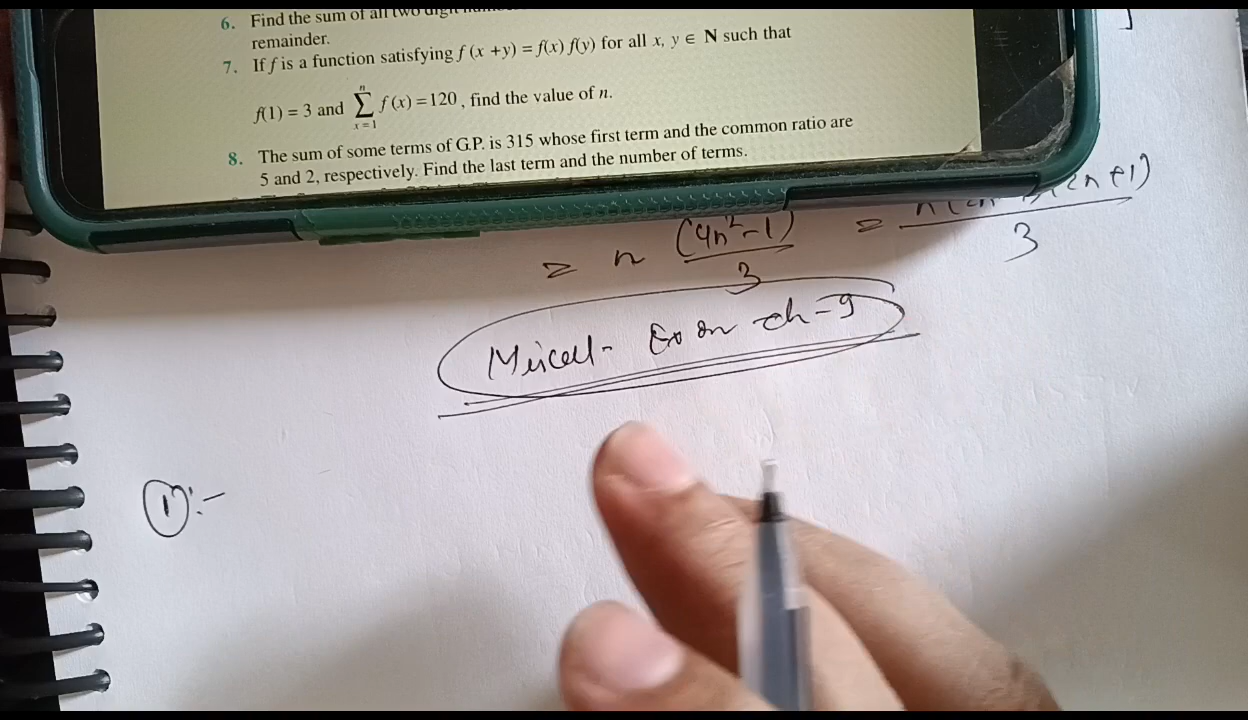 6. Find the sum of all two digit
remainder.
7. If f is a function satisfying f (x +y) = f(x) f(y) for all x, y ∈ N such that
f(1) = 3 and ∑ₓ₌₁ⁿ f (x) = 120 , find the value of n.
8. The sum of some terms of G.P. is 315 whose first term and the common ratio are
5 and 2, respectively. Find the last term and the number of terms.
= n (4n²-1)/3 = (2n+1)/3
Miscell- Ex on ch-9
①:-